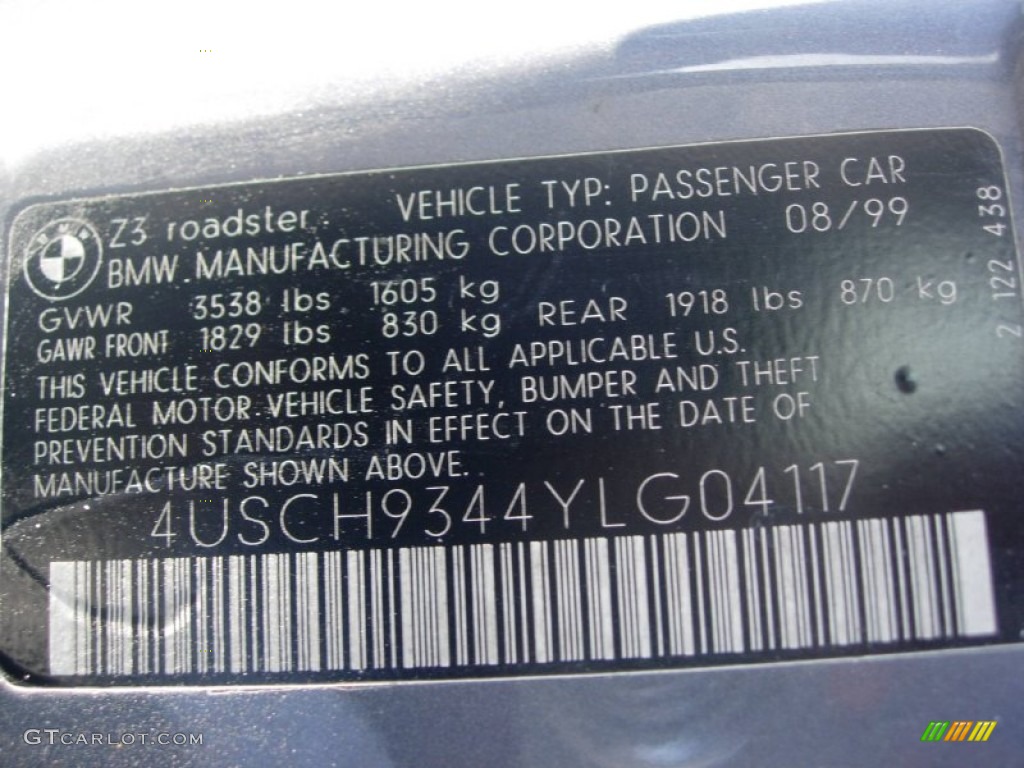 BMW Z3 roadster VEHICLE TYP: PASSENGER CAR
BMW MANUFACTURING CORPORATION 08/99
GVWR 3538 lbs 1605 kg
GAWR FRONT 1829 lbs 830 kg REAR 1918 lbs 870 kg
THIS VEHICLE CONFORMS TO ALL APPLICABLE U.S.
FEDERAL MOTOR VEHICLE SAFETY, BUMPER AND THEFT
PREVENTION STANDARDS IN EFFECT ON THE DATE OF
MANUFACTURE SHOWN ABOVE.
4USCH9344YLG04117
2 122 438
GTCARLOT.COM